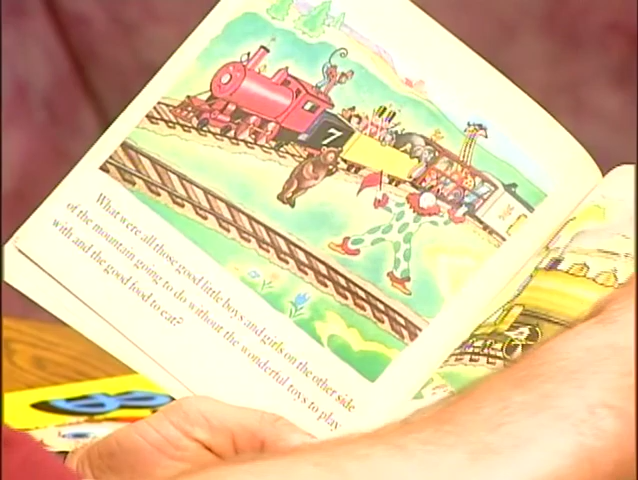 7
What were all those good little boys and girls on the other side
of the mountain going to do without the wonderful toys to play
with and the good food to eat?